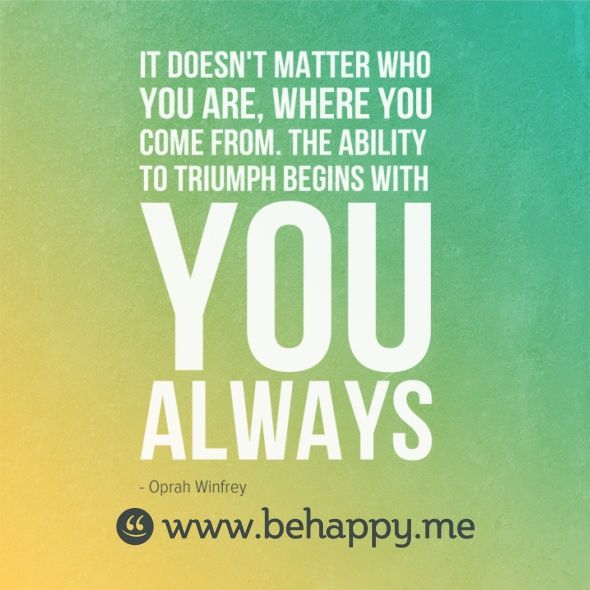 IT DOESN'T MATTER WHO
YOU ARE, WHERE YOU
COME FROM. THE ABILITY
TO TRIUMPH BEGINS WITH
YOU
ALWAYS
- Oprah Winfrey
www.behappy.me